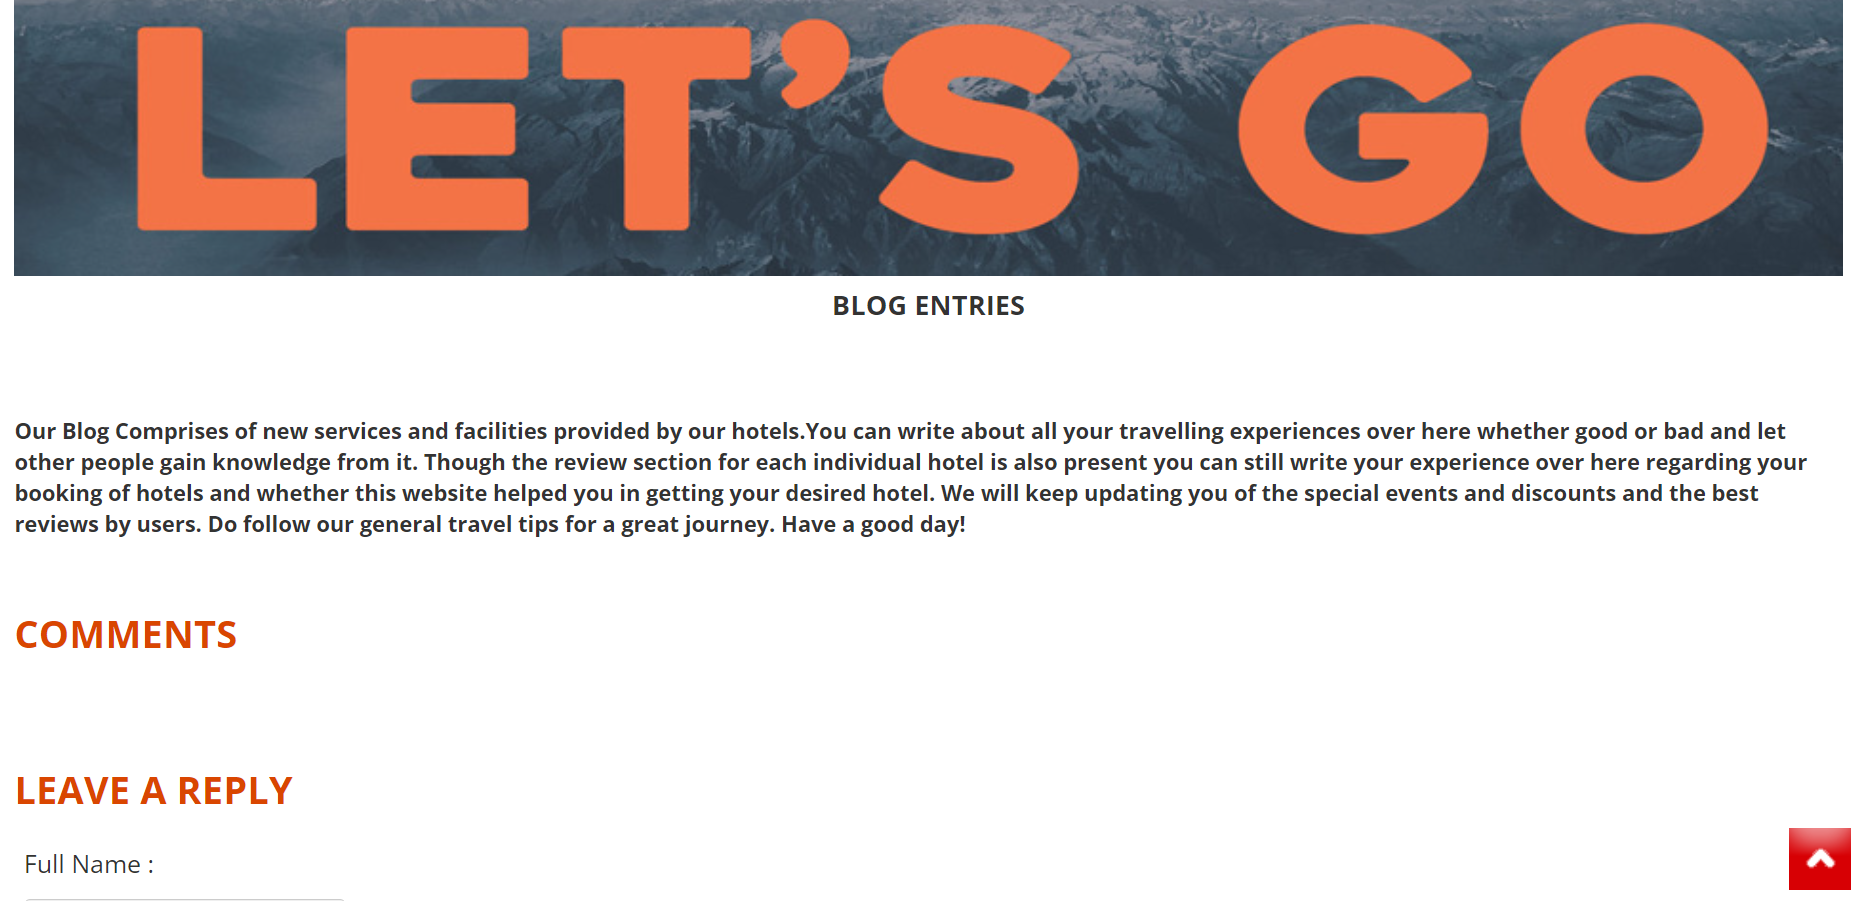 LET'S GO
BLOG ENTRIES
Our Blog Comprises of new services and facilities provided by our hotels.You can write about all your travelling experiences over here whether good or bad and let
other people gain knowledge from it. Though the review section for each individual hotel is also present you can still write your experience over here regarding your
booking of hotels and whether this website helped you in getting your desired hotel. We will keep updating you of the special events and discounts and the best
reviews by users. Do follow our general travel tips for a great journey. Have a good day!
COMMENTS
LEAVE A REPLY
Full Name :